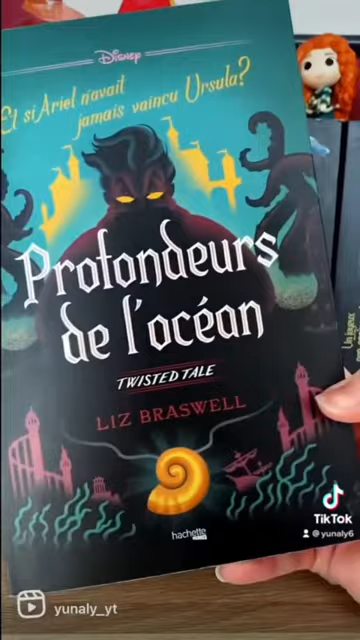 Disney
Et si Ariel n'avait
jamais vaincu Ursula?
Profondeurs
de l'océan
TWISTED TALE
LIZ BRASWELL
hachette
TikTok
@yunaly6
yunaly_yt